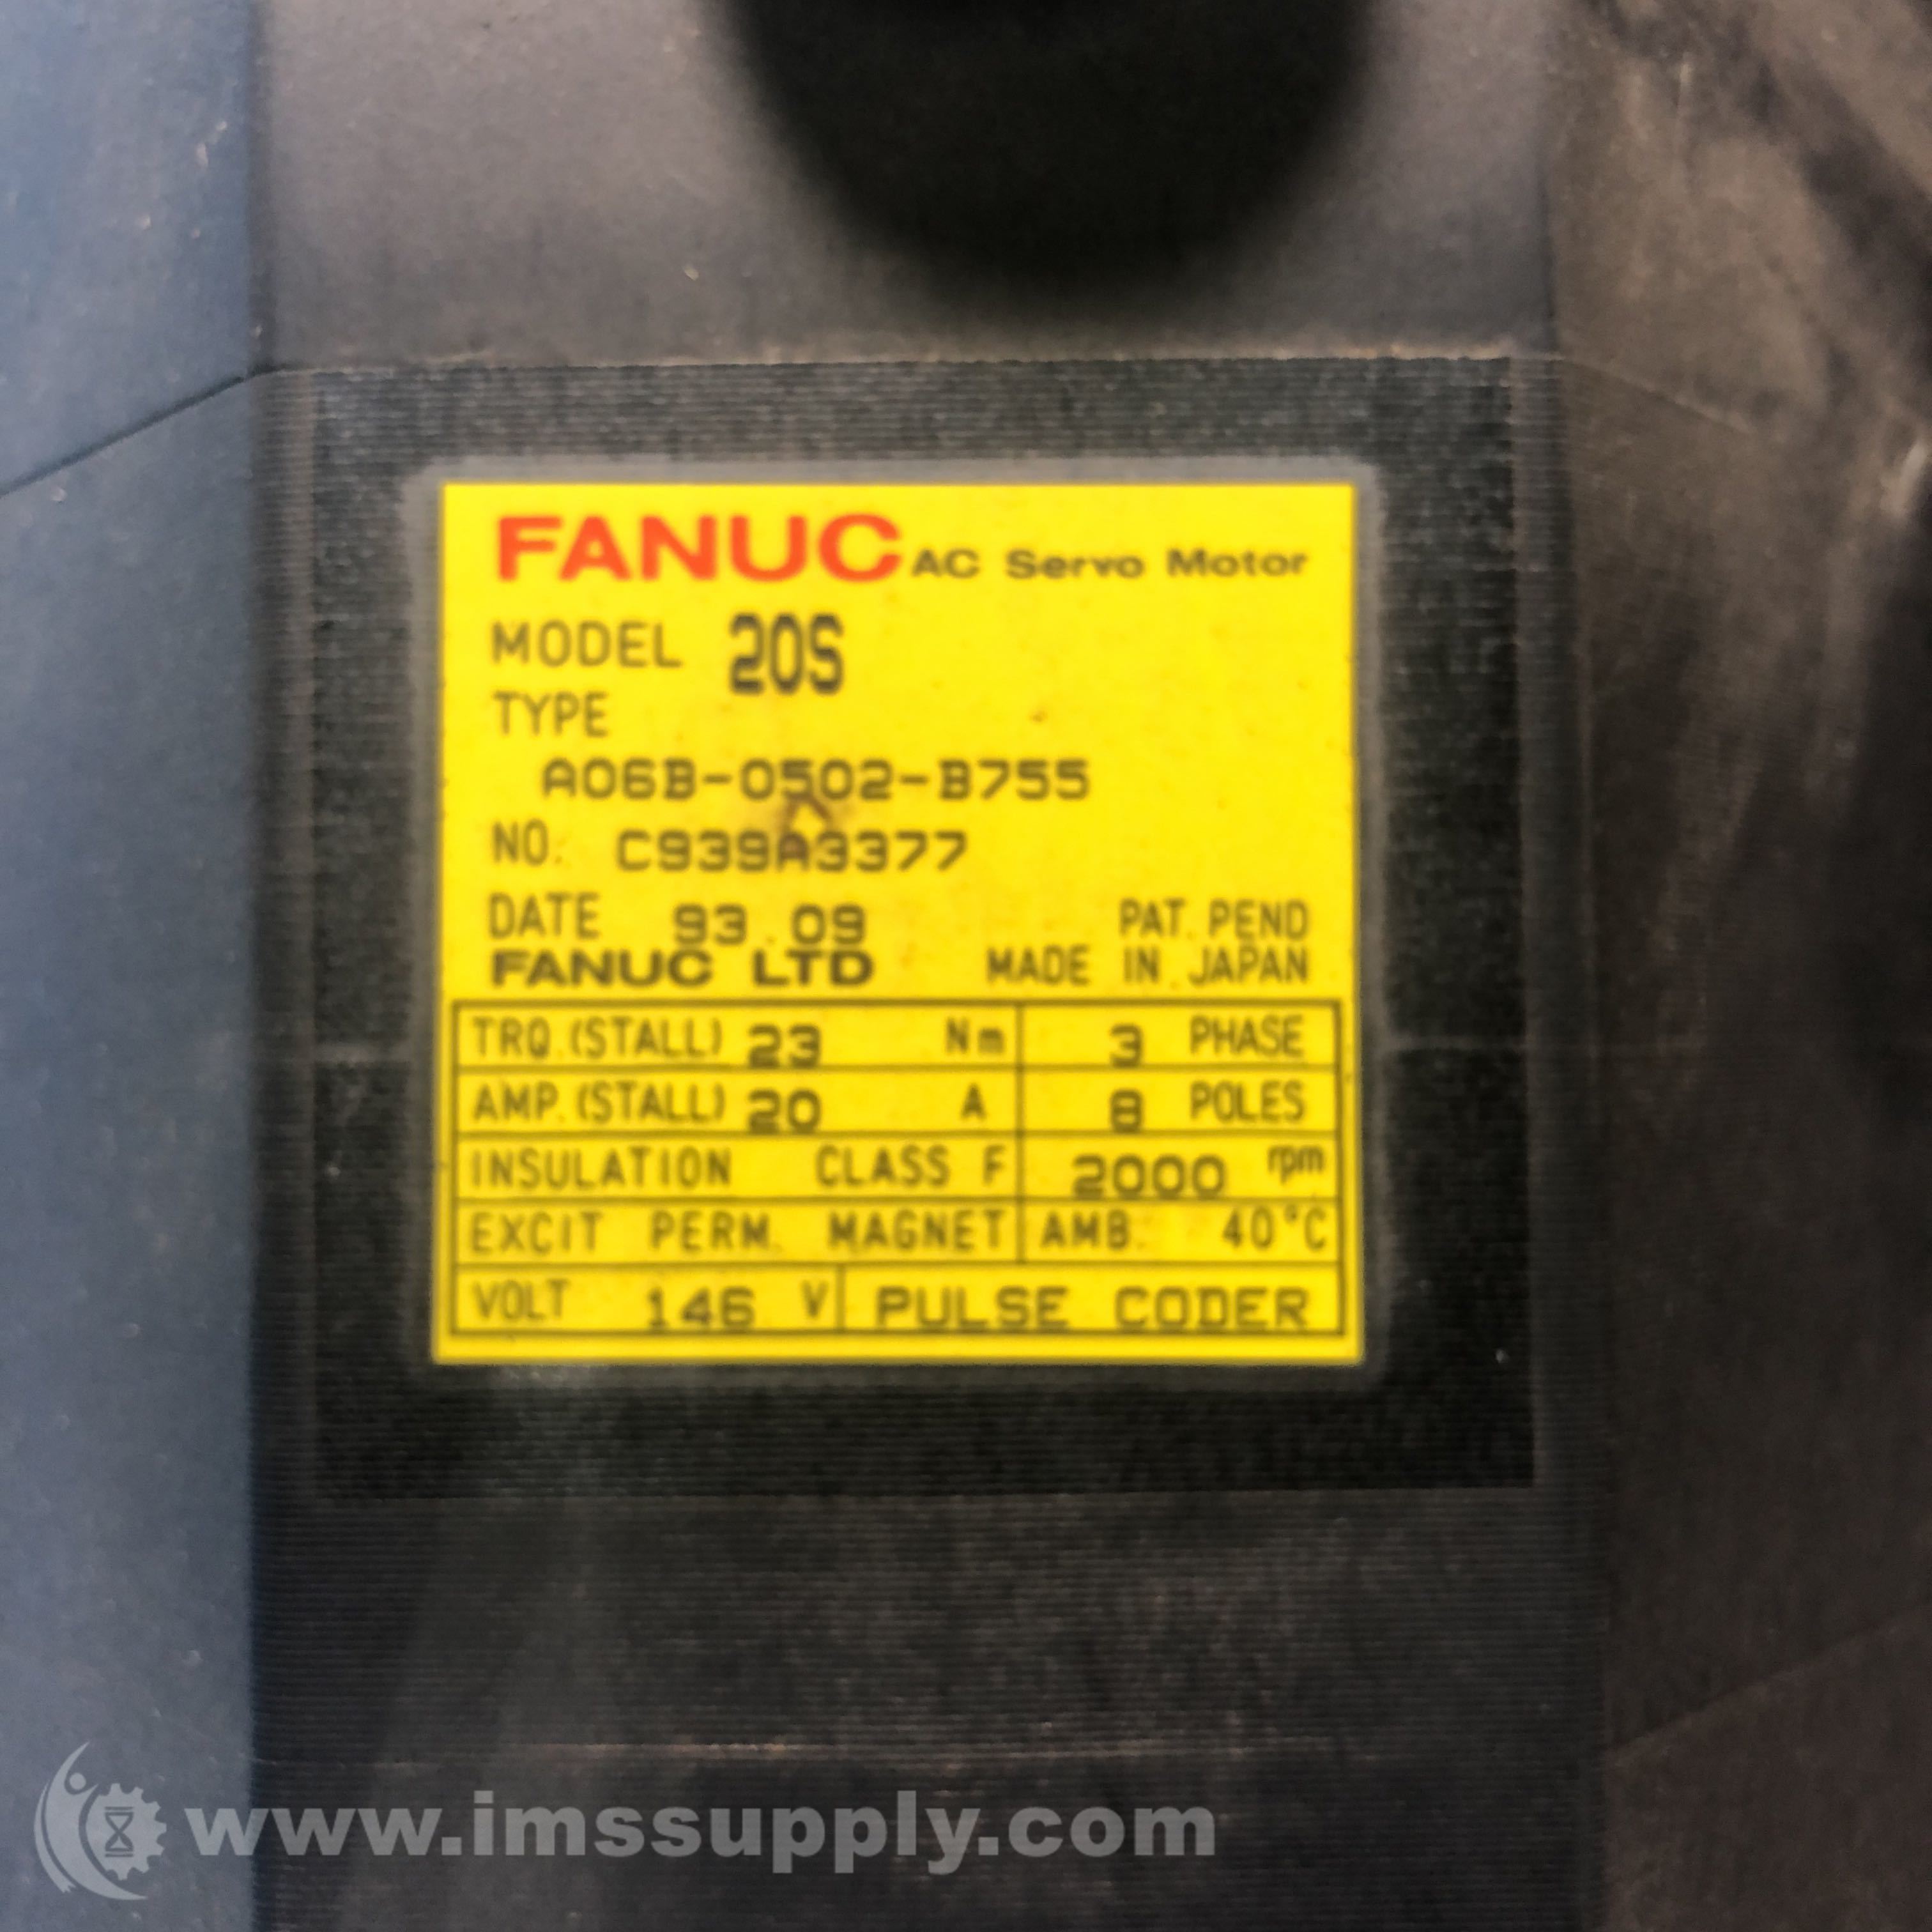 FANUC AC Servo Motor
MODEL 20S
TYPE
A06B-0502-B755
NO. C939A3377
DATE 93.09 PAT. PEND
FANUC LTD MADE IN JAPAN
TRQ.(STALL) 23 Nm 3 PHASE
AMP.(STALL) 20 A 8 POLES
INSULATION CLASS F 2000 rpm
EXCIT PERM. MAGNET AMB. 40°C
VOLT 146 V PULSE CODER
www.imssupply.com